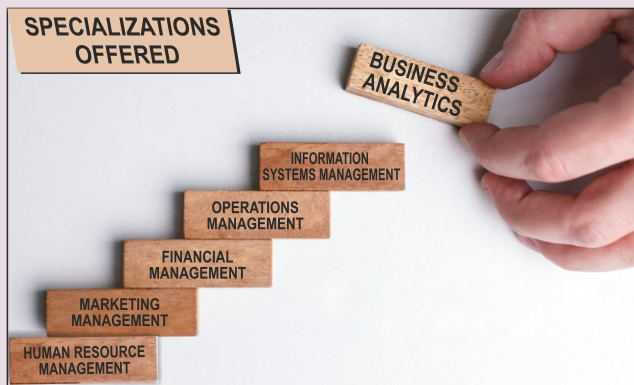 SPECIALIZATIONS
OFFERED
BUSINESS
ANALYTICS
INFORMATION
SYSTEMS MANAGEMENT
OPERATIONS
MANAGEMENT
FINANCIAL
MANAGEMENT
MARKETING
MANAGEMENT
HUMAN RESOURCE
MANAGEMENT